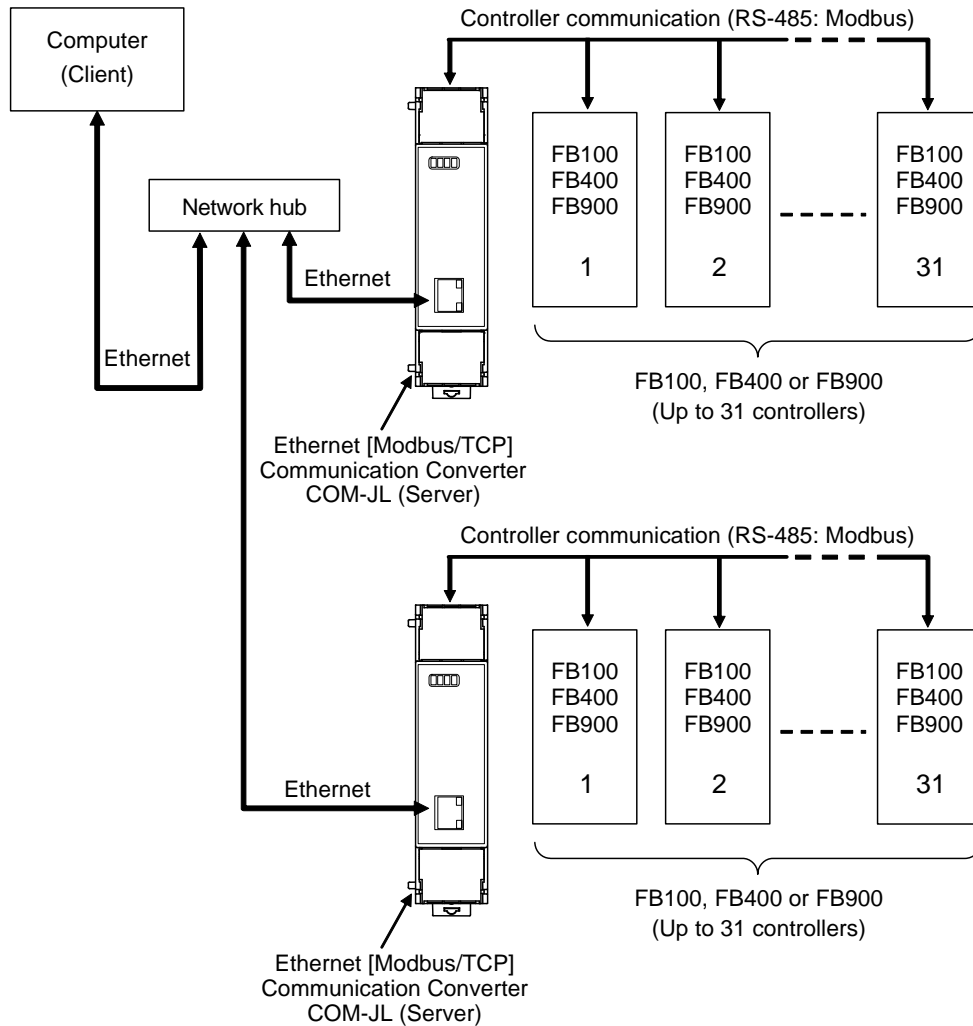 Controller communication (RS-485: Modbus)
Computer
(Client)
FB100
FB400
FB900
1
FB100
FB400
FB900
2
FB100
FB400
FB900
31
Network hub
Ethernet
Ethernet
FB100, FB400 or FB900
(Up to 31 controllers)
Ethernet [Modbus/TCP]
Communication Converter
COM-JL (Server)
Controller communication (RS-485: Modbus)
FB100
FB400
FB900
1
FB100
FB400
FB900
2
FB100
FB400
FB900
31
Ethernet
FB100, FB400 or FB900
(Up to 31 controllers)
Ethernet [Modbus/TCP]
Communication Converter
COM-JL (Server)